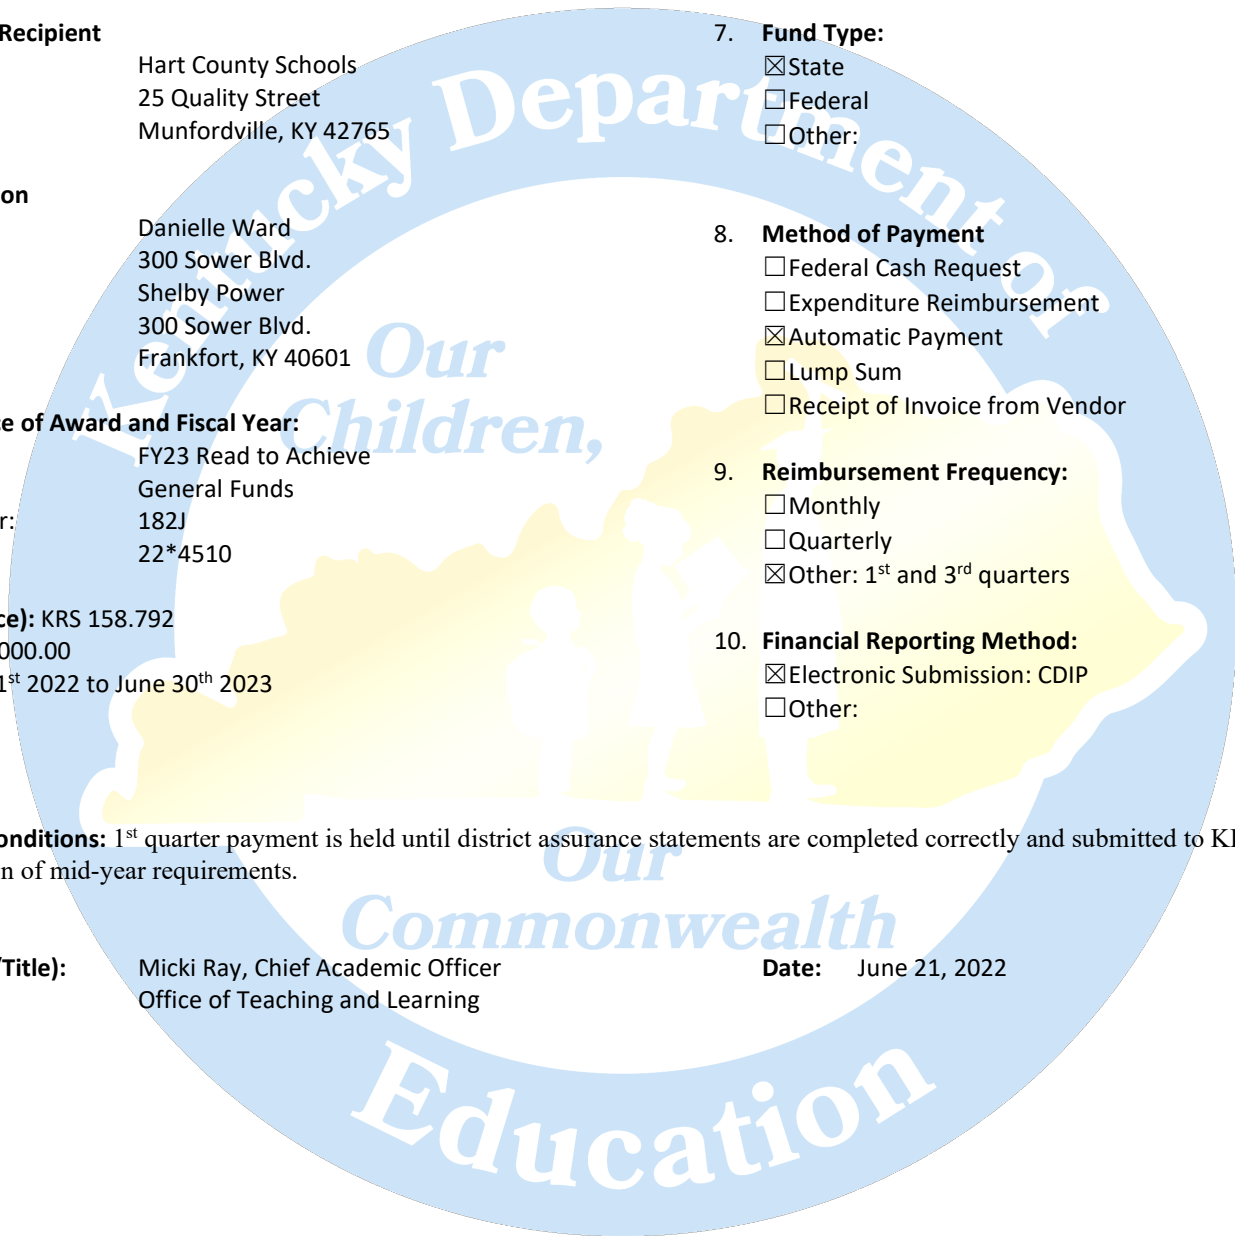 Recipient
Hart County Schools
25 Quality Street
Munfordville, KY 42765
on
Danielle Ward
300 Sower Blvd.
Shelby Power
300 Sower Blvd.
Frankfort, KY 40601
ce of Award and Fiscal Year:
FY23 Read to Achieve
General Funds
r: 182J
22*4510
ce): KRS 158.792
000.00
1st 2022 to June 30th 2023
7. Fund Type:
☒State
☐Federal
☐Other:
8. Method of Payment
☐Federal Cash Request
☐Expenditure Reimbursement
☒Automatic Payment
☐Lump Sum
☐Receipt of Invoice from Vendor
9. Reimbursement Frequency:
☐Monthly
☐Quarterly
☒Other: 1st and 3rd quarters
10. Financial Reporting Method:
☒Electronic Submission: CDIP
☐Other:
onditions: 1st quarter payment is held until district assurance statements are completed correctly and submitted to KI
n of mid-year requirements.
/Title): Micki Ray, Chief Academic Officer
Office of Teaching and Learning
Date: June 21, 2022
Kentucky Department of
Education
Our
Children,
Our
Commonwealth